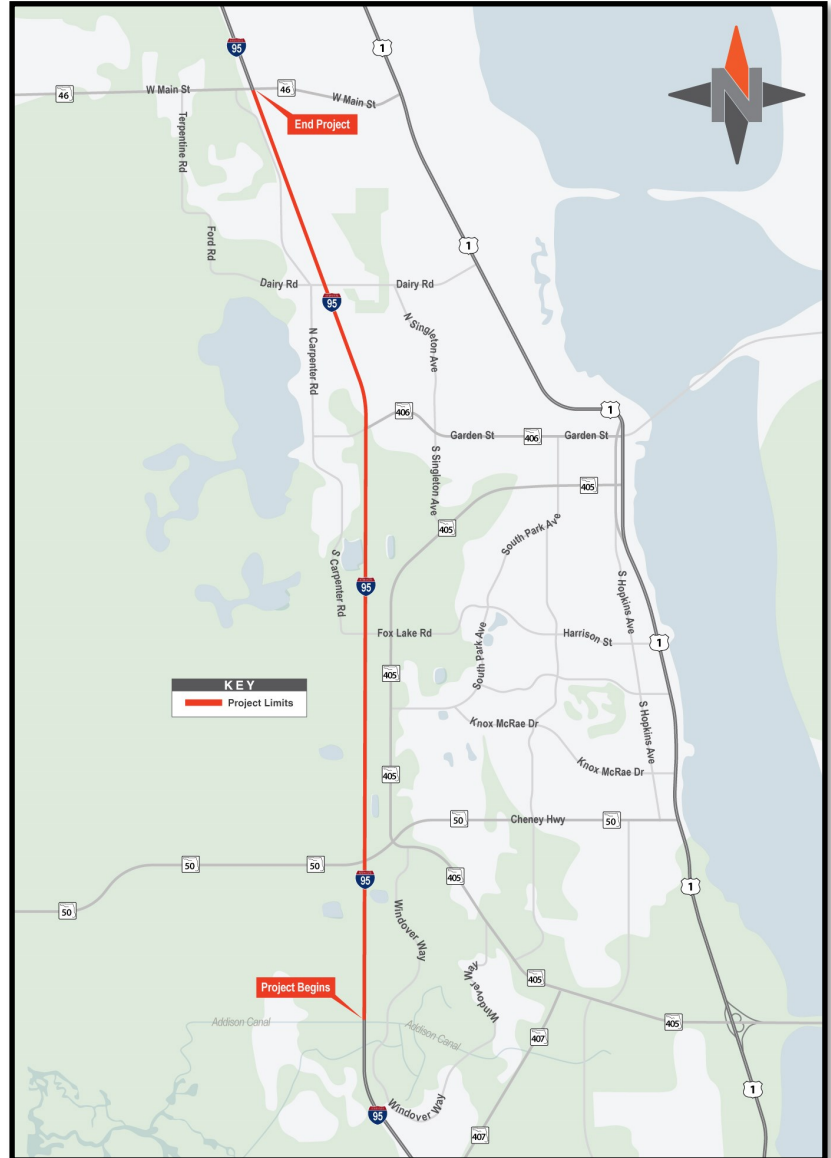 95
1
46
W Main St
46
W Main St
N
End Project
Terpentine Rd
Ford Rd
1
Dairy Rd
Dairy Rd
95
N Singleton Ave
N Carpenter Rd
406
1
Garden St
406
Garden St
S Singleton Ave
405
405
South Park Ave
S Carpenter Rd
95
S Hopkins Ave
Fox Lake Rd
Harrison St
1
South Park Ave
405
KEY
Project Limits
S Hopkins Ave
Knox McRae Dr
Knox McRae Dr
405
50
Cheney Hwy
50
50
50
95
405
1
50
Windover Way
Windover Way
405
Project Begins
Addison Canal
Addison Canal
405
407
1
Windover Way
95
407